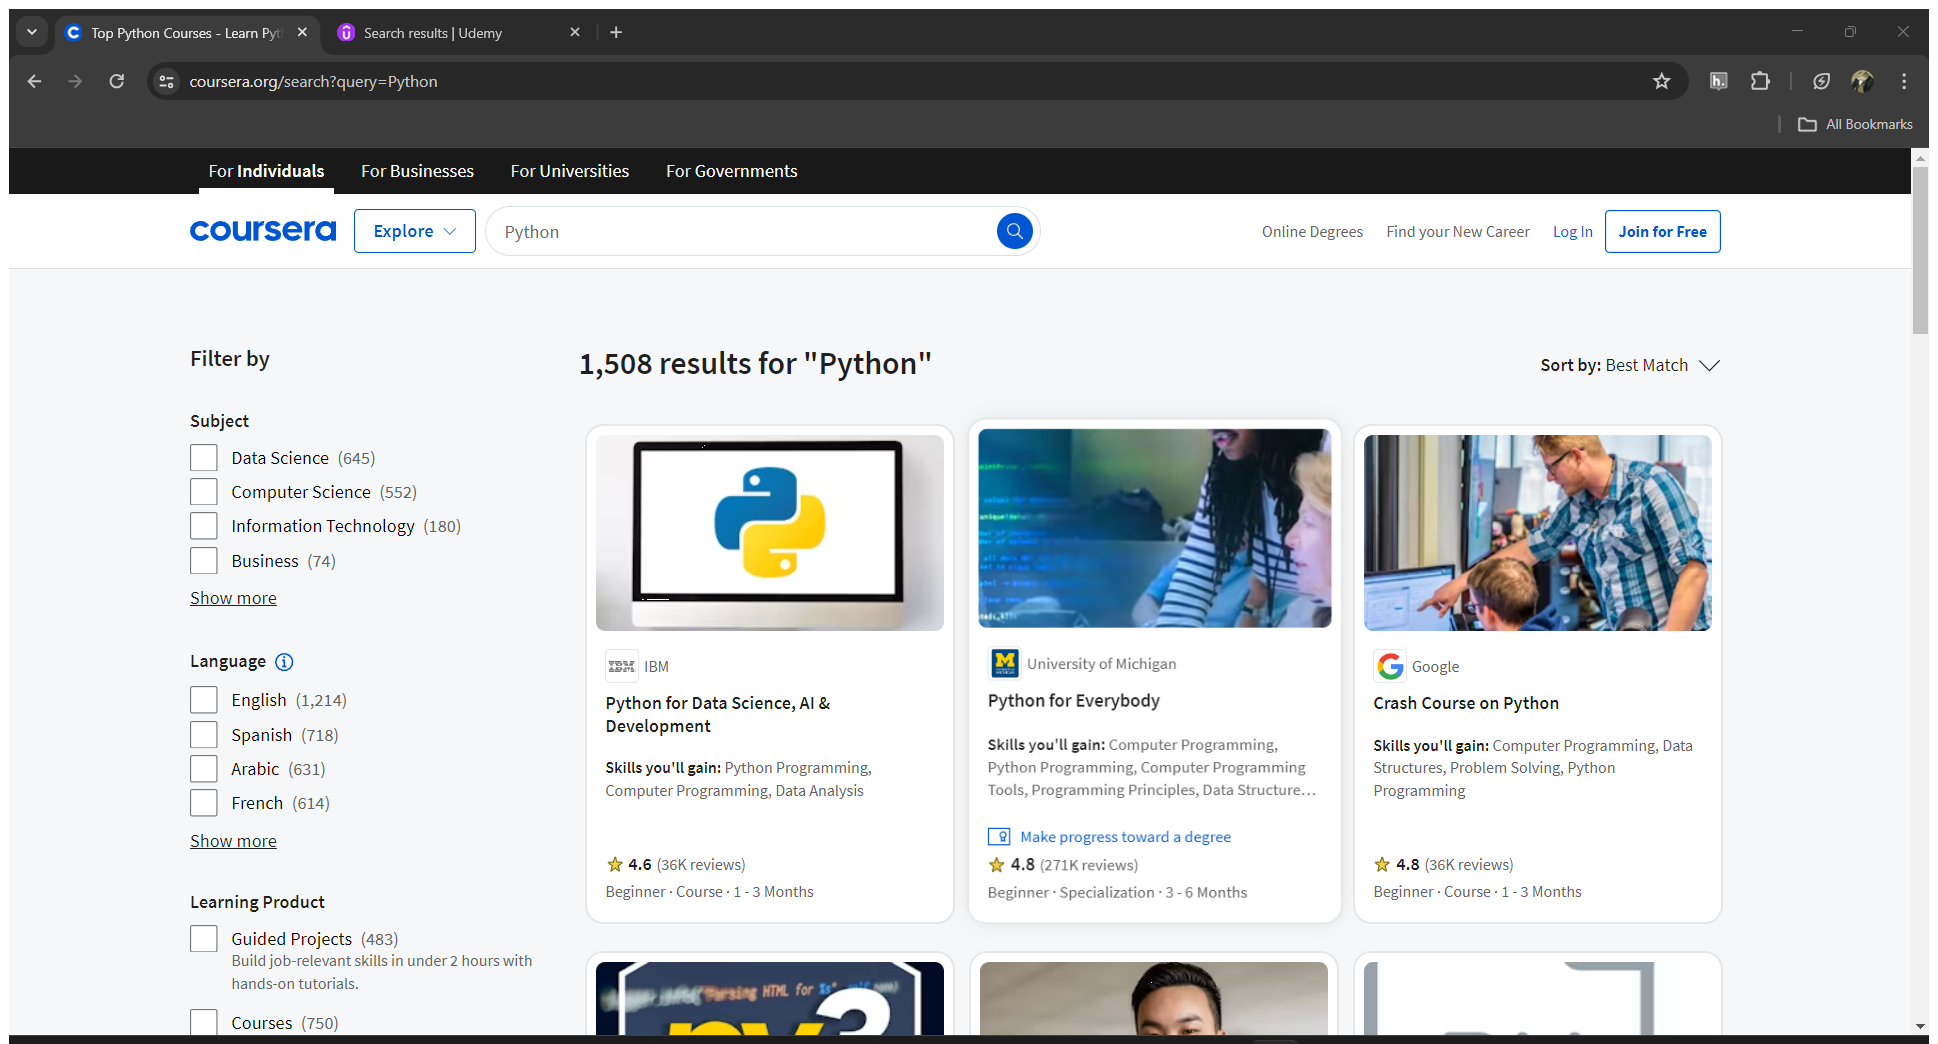 Top Python Courses - Learn Pyt
Search results | Udemy
coursera.org/search?query=Python
All Bookmarks
For Individuals
For Businesses
For Universities
For Governments
coursera
Explore
Python
Online Degrees
Find your New Career
Log In
Join for Free
Filter by
1,508 results for "Python"
Sort by: Best Match
Subject
Data Science (645)
Computer Science (552)
Information Technology (180)
Business (74)
Show more
Language
English (1,214)
Spanish (718)
Arabic (631)
French (614)
Show more
Learning Product
Guided Projects (483)
Build job-relevant skills in under 2 hours with
hands-on tutorials.
Courses (750)
IBM
IBM
Python for Data Science, AI &
Development
Skills you'll gain: Python Programming,
Computer Programming, Data Analysis
4.6 (36K reviews)
Beginner · Course · 1 - 3 Months
University of Michigan
Python for Everybody
Skills you'll gain: Computer Programming,
Python Programming, Computer Programming
Tools, Programming Principles, Data Structure...
Make progress toward a degree
4.8 (271K reviews)
Beginner · Specialization · 3 - 6 Months
Google
Crash Course on Python
Skills you'll gain: Computer Programming, Data
Structures, Problem Solving, Python
Programming
4.8 (36K reviews)
Beginner · Course · 1 - 3 Months
Parsing HTML for